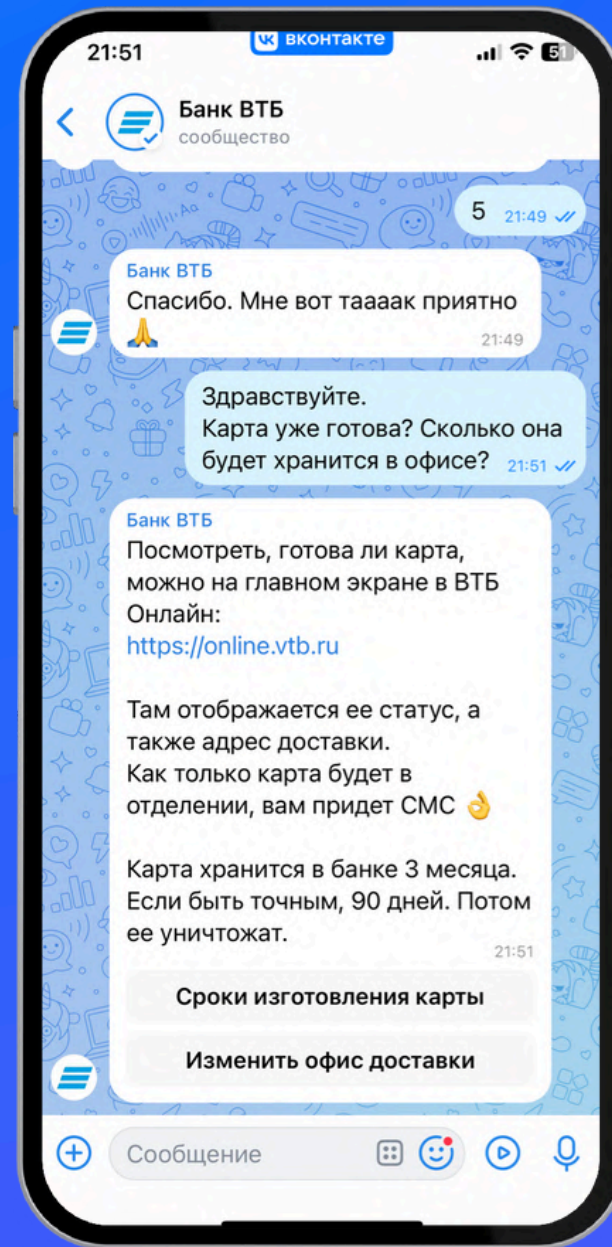 21:51
вконтакте
51
Банк ВТБ
сообщество
5 21:49
Банк ВТБ
Спасибо. Мне вот таааак приятно
🙏 21:49
Здравствуйте.
Карта уже готова? Сколько она
будет хранится в офисе? 21:51
Банк ВТБ
Посмотреть, готова ли карта,
можно на главном экране в ВТБ
Онлайн:
https://online.vtb.ru
Там отображается ее статус, а
также адрес доставки.
Как только карта будет в
отделении, вам придет СМС 👌
Карта хранится в банке 3 месяца.
Если быть точным, 90 дней. Потом
ее уничтожат.
21:51
Сроки изготовления карты
Изменить офис доставки
Сообщение